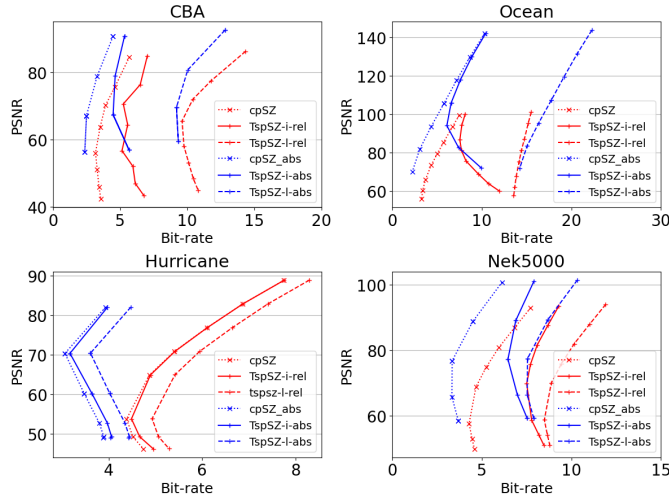 CBA
PSNR
80
60
40
0
5
10
15
20
Bit-rate
cpSZ
TspSZ-i-rel
TspSZ-l-rel
cpSZ_abs
TspSZ-i-abs
TspSZ-l-abs
Ocean
PSNR
140
120
100
80
60
0
10
20
30
Bit-rate
cpSZ
TspSZ-i-rel
TspSZ-l-rel
cpSZ_abs
TspSZ-i-abs
TspSZ-l-abs
Hurricane
PSNR
90
80
70
60
50
4
6
8
Bit-rate
cpSZ
TspSZ-i-rel
tspsz-l-rel
cpSZ_abs
TspSZ-i-abs
TspSZ-l-abs
Nek5000
PSNR
100
80
60
0
5
10
15
Bit-rate
cpSZ
TspSZ-i-rel
TspSZ-l-rel
cpSZ_abs
TspSZ-i-abs
TspSZ-l-abs